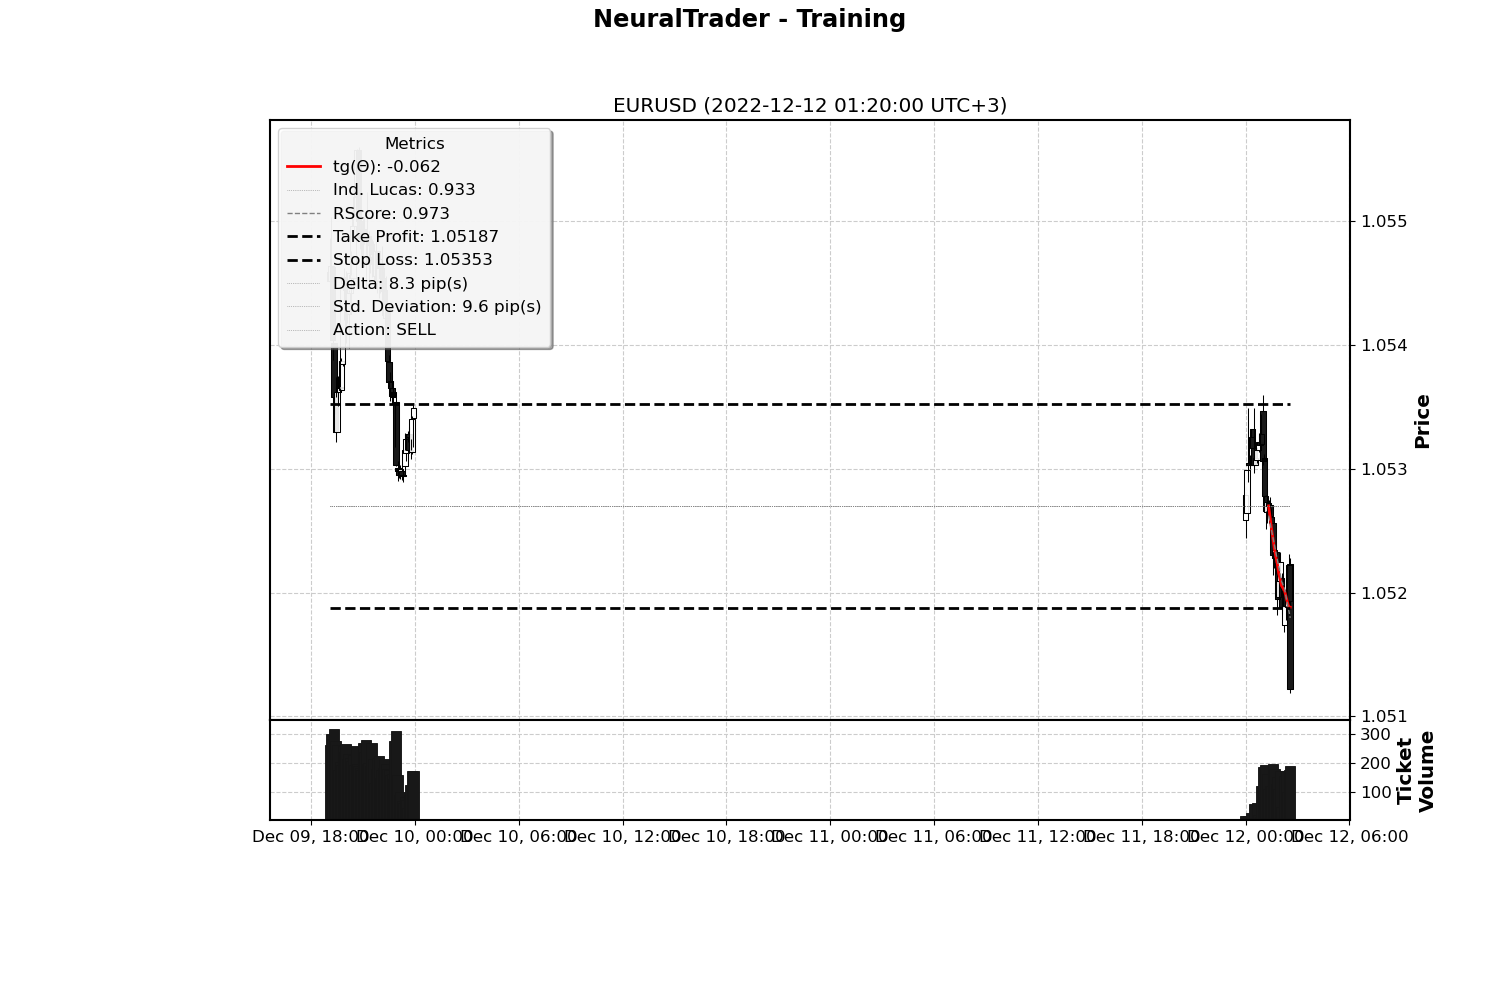 NeuralTrader - Training
EURUSD (2022-12-12 01:20:00 UTC+3)
Metrics
tg(Θ): -0.062
Ind. Lucas: 0.933
RScore: 0.973
Take Profit: 1.05187
Stop Loss: 1.05353
Delta: 8.3 pip(s)
Std. Deviation: 9.6 pip(s)
Action: SELL
1.055
1.054
1.053
1.052
1.051
Price
300
200
100
Ticket
Volume
Dec 09, 18:00
Dec 10, 00:00
Dec 10, 06:00
Dec 10, 12:00
Dec 10, 18:00
Dec 11, 00:00
Dec 11, 06:00
Dec 11, 12:00
Dec 11, 18:00
Dec 12, 00:00
Dec 12, 06:00